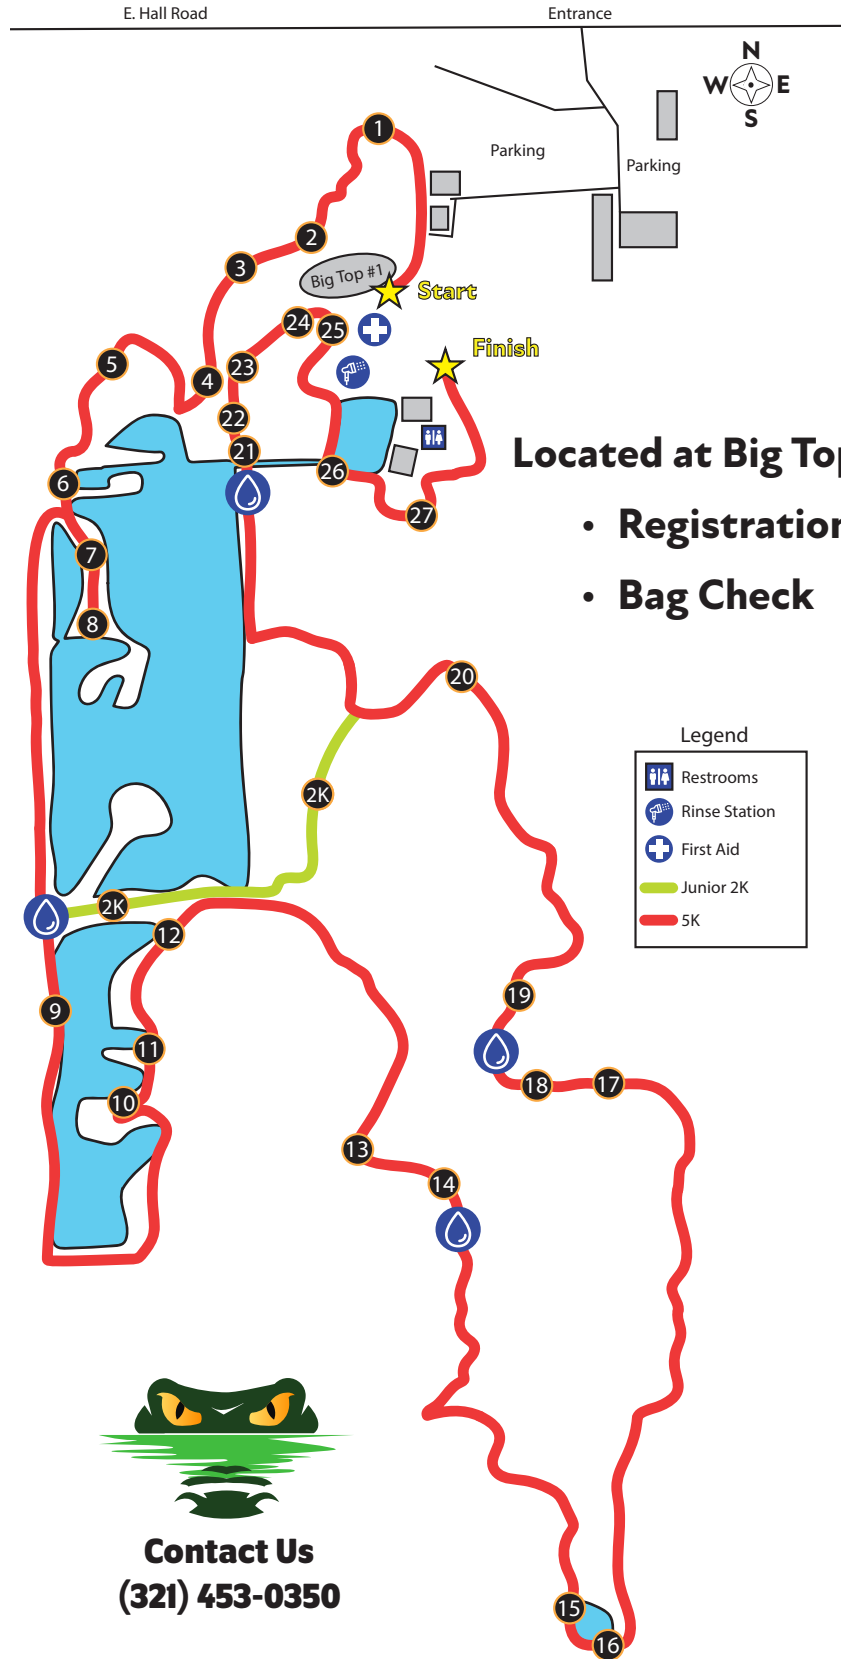 E. Hall Road
Entrance
N
W E
S
Parking
Parking
1
2
3
Big Top #1
Start
24
25
Finish
5
4
23
22
21
26
6
27
Located at Big Top
• Registration
• Bag Check
7
8
20
Legend
Restrooms
Rinse Station
First Aid
Junior 2K
5K
2K
2K
12
9
19
11
18
17
10
13
14
Contact Us
(321) 453-0350
15
16